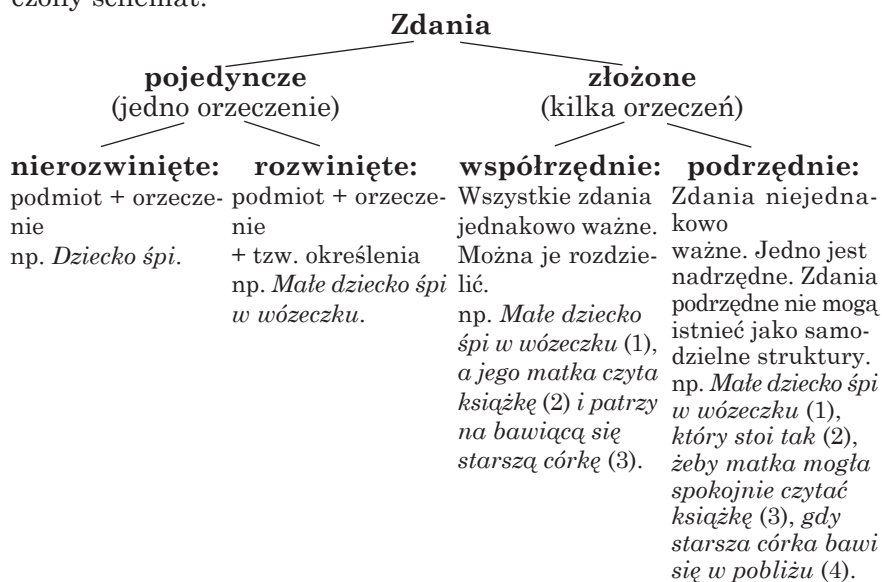 Zdania
pojedyncze
(jedno orzeczenie)
złożone
(kilka orzeczeń)
nierozwinięte:
podmiot + orzecze-
nie
np. Dziecko śpi.
rozwinięte:
podmiot + orzecze-
nie
+ tzw. określenia
np. Małe dziecko śpi
w wózeczku.
współrzędnie:
Wszystkie zdania
jednakowo ważne.
Można je rozdzie-
lić.
np. Małe dziecko
śpi w wózeczku (1),
a jego matka czyta
książkę (2) i patrzy
na bawiącą się
starszą córkę (3).
podrzędnie:
Zdania niejedna-
kowo
ważne. Jedno jest
nadrzędne. Zdania
podrzędne nie mogą
istnieć jako samo-
dzielne struktury.
np. Małe dziecko śpi
w wózeczku (1),
który stoi tak (2),
żeby matka mogła
spokojnie czytać
książkę (3), gdy
starsza córka bawi
się w pobliżu (4).